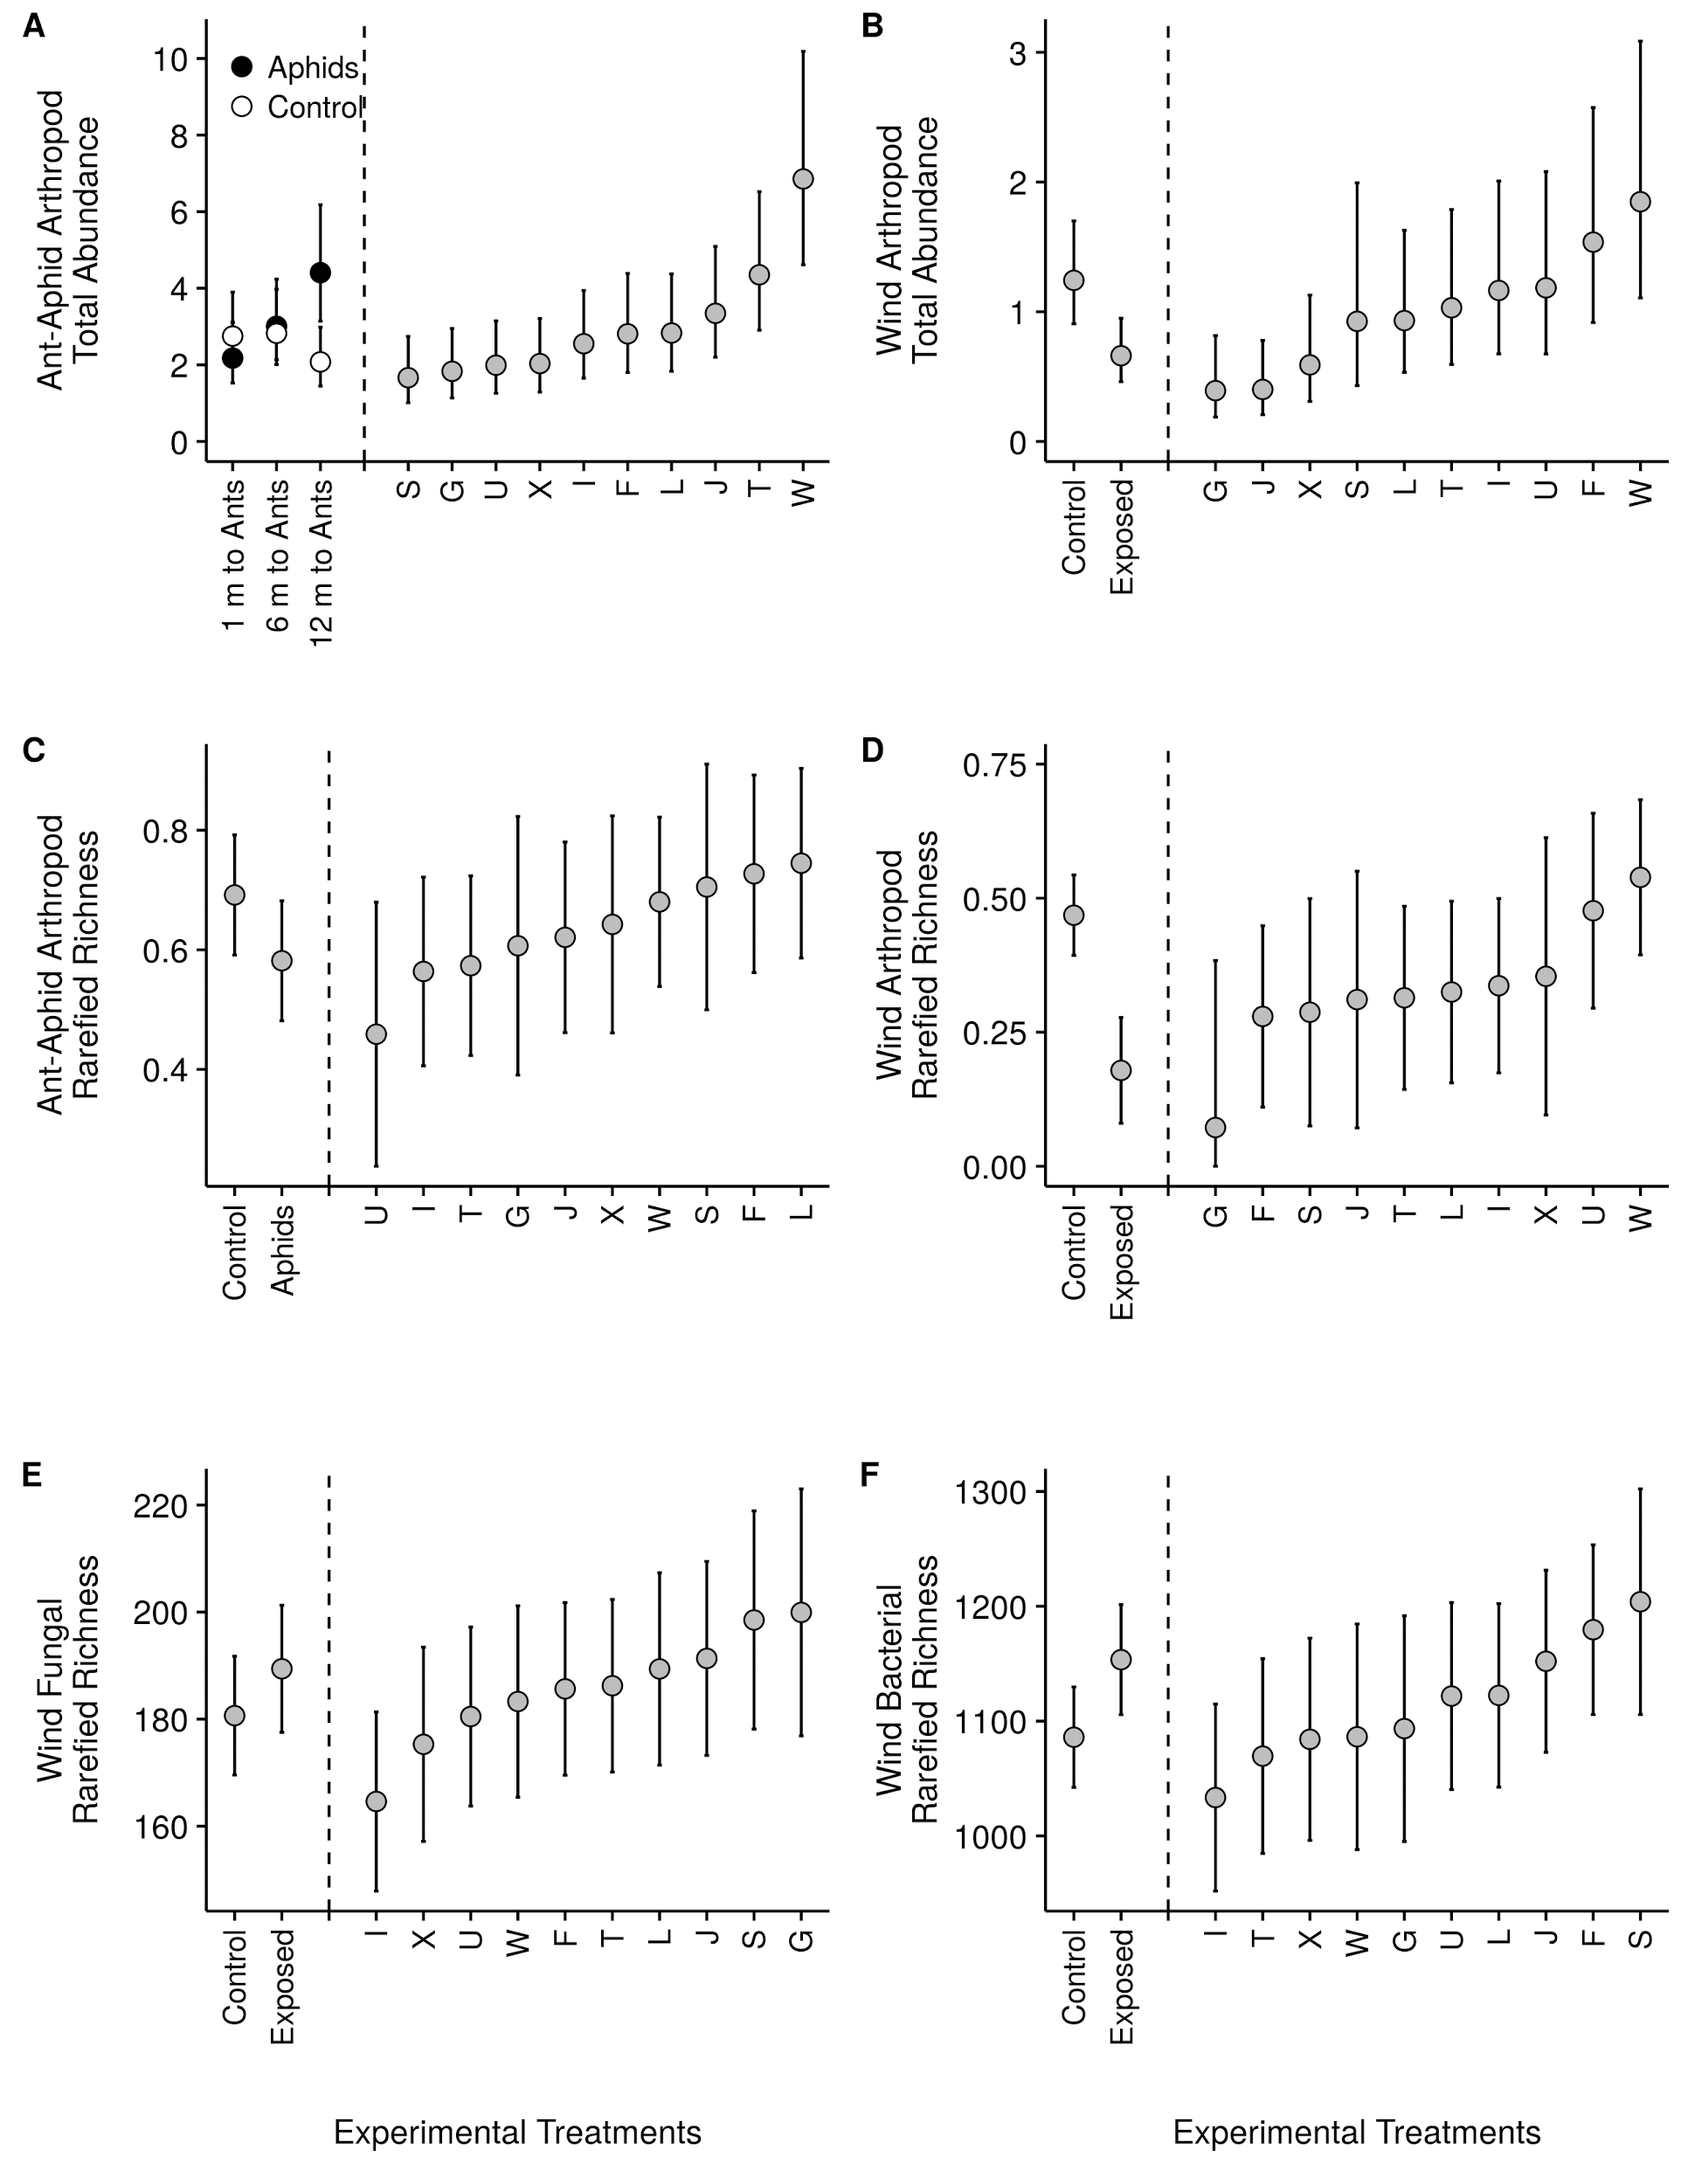 A
Ant-Aphid Arthropod
Total Abundance
10
8
6
4
2
0
Aphids
Control
1 m to Ants
6 m to Ants
12 m to Ants
S
G
U
X
I
F
L
J
T
W
B
Wind Arthropod
Total Abundance
3
2
1
0
Control
Exposed
G
J
X
S
L
T
I
U
F
W
C
Ant-Aphid Arthropod
Rarefied Richness
0.8
0.6
0.4
Control
Aphids
U
I
T
G
J
X
W
S
F
L
D
Wind Arthropod
Rarefied Richness
0.75
0.50
0.25
0.00
Control
Exposed
G
F
S
J
T
L
I
X
U
W
E
Wind Fungal
Rarefied Richness
220
200
180
160
Control
Exposed
I
X
U
W
F
T
L
J
S
G
Experimental Treatments
F
Wind Bacterial
Rarefied Richness
1300
1200
1100
1000
Control
Exposed
I
T
X
W
G
U
L
J
F
S
Experimental Treatments